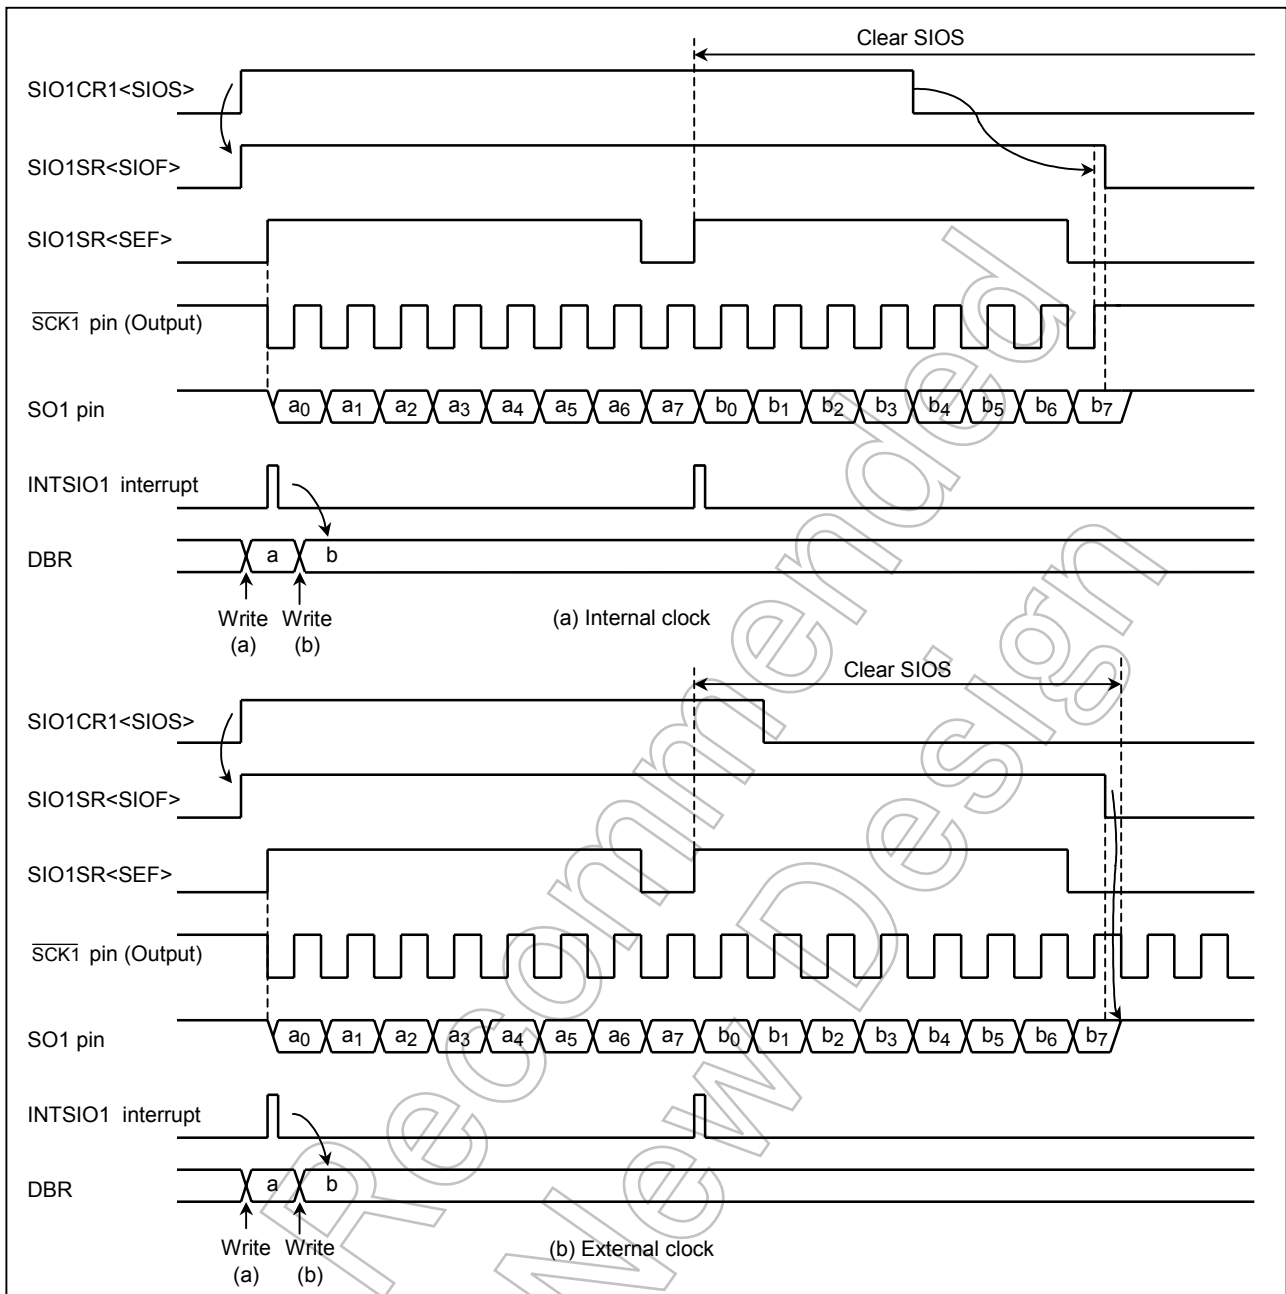 Clear SIOS
SIO1CR1<SIOS>
SIO1SR<SIOF>
SIO1SR<SEF>
SCK1 pin (Output)
SO1 pin
a0 a1 a2 a3 a4 a5 a6 a7 b0 b1 b2 b3 b4 b5 b6 b7
INTSIO1 interrupt
DBR
a b
Write Write
(a) (b)
(a) Internal clock
Clear SIOS
SIO1CR1<SIOS>
SIO1SR<SIOF>
SIO1SR<SEF>
SCK1 pin (Output)
SO1 pin
a0 a1 a2 a3 a4 a5 a6 a7 b0 b1 b2 b3 b4 b5 b6 b7
INTSIO1 interrupt
DBR
a b
Write Write
(a) (b)
(b) External clock
Recommended
New Design